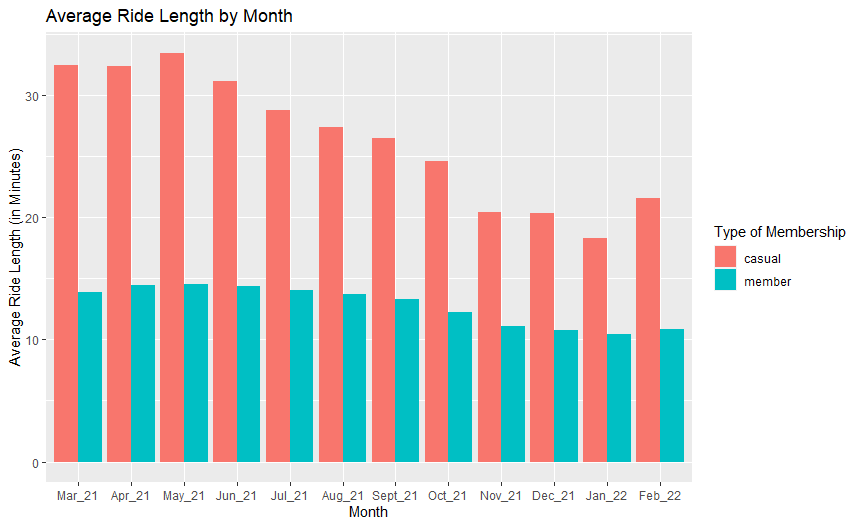 Average Ride Length by Month
Average Ride Length (in Minutes)
30
20
10
0
Mar_21 Apr_21 May_21 Jun_21 Jul_21 Aug_21 Sept_21 Oct_21 Nov_21 Dec_21 Jan_22 Feb_22
Month
Type of Membership
casual
member